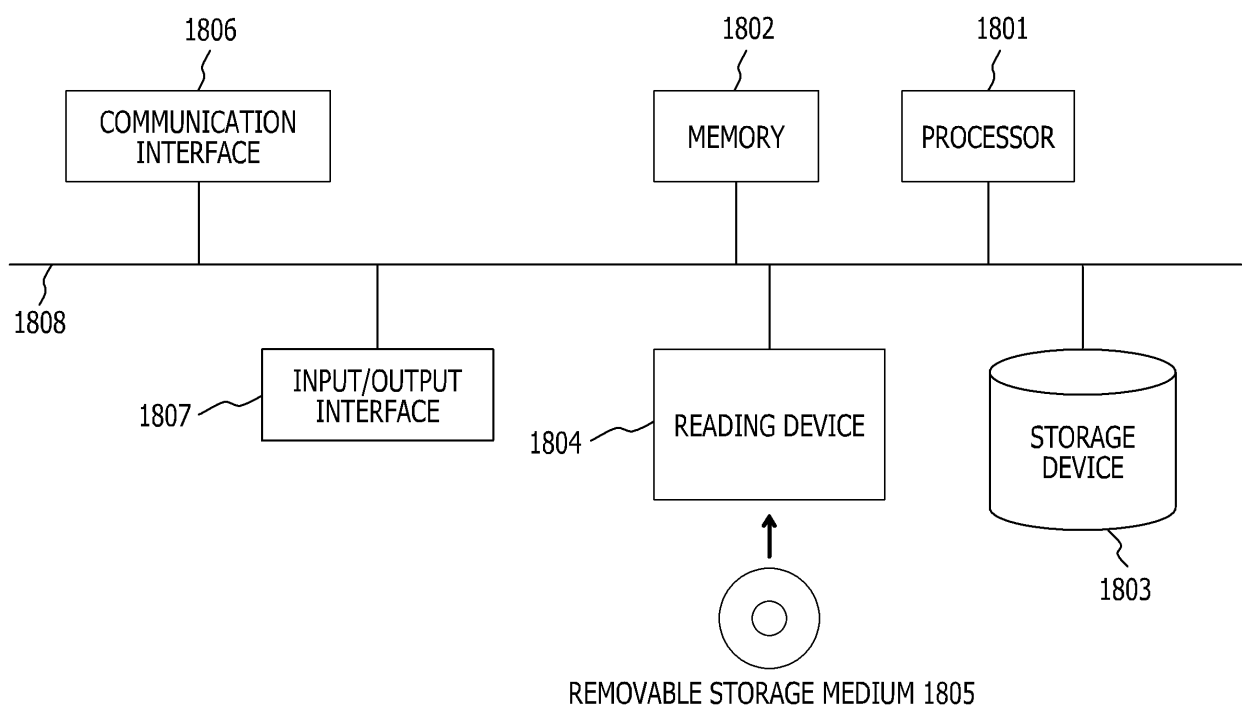 1806
1802
1801
COMMUNICATION
INTERFACE
MEMORY
PROCESSOR
1808
INPUT/OUTPUT
INTERFACE
1807
READING DEVICE
1804
STORAGE
DEVICE
1803
REMOVABLE STORAGE MEDIUM 1805